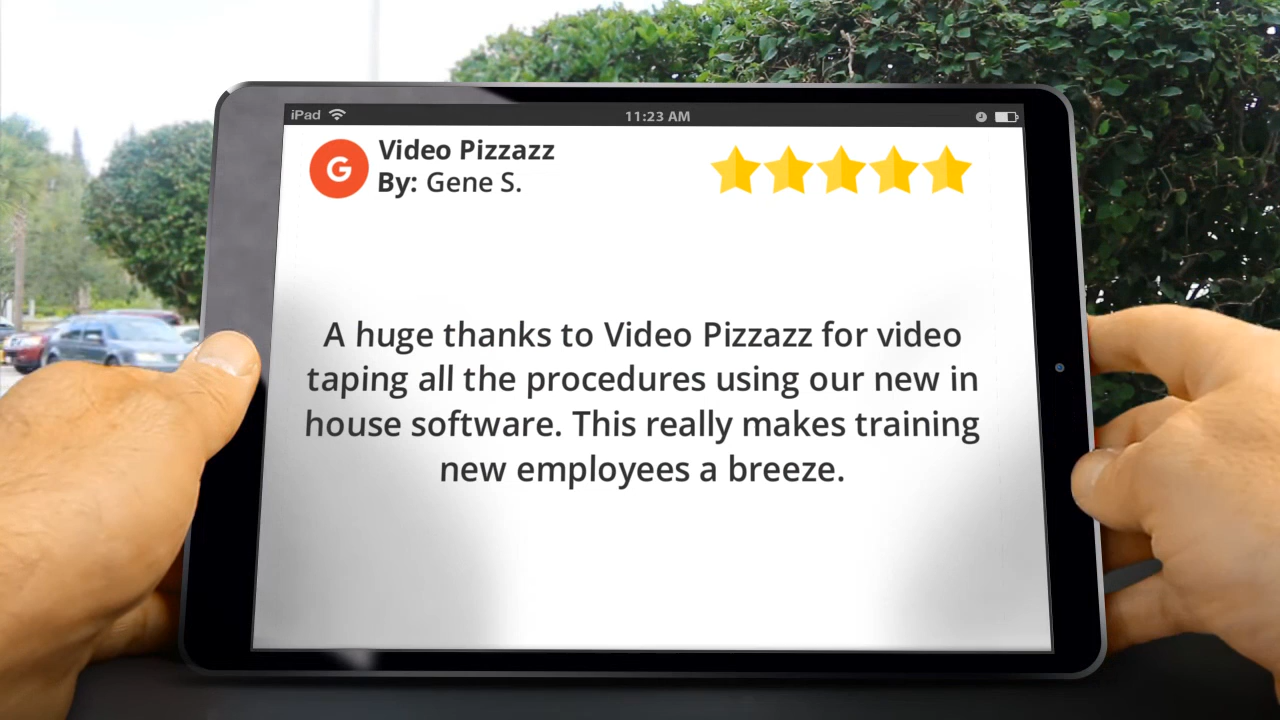 iPad 11:23 AM
G
Video Pizzazz
By: Gene S.
A huge thanks to Video Pizzazz for video
taping all the procedures using our new in
house software. This really makes training
new employees a breeze.